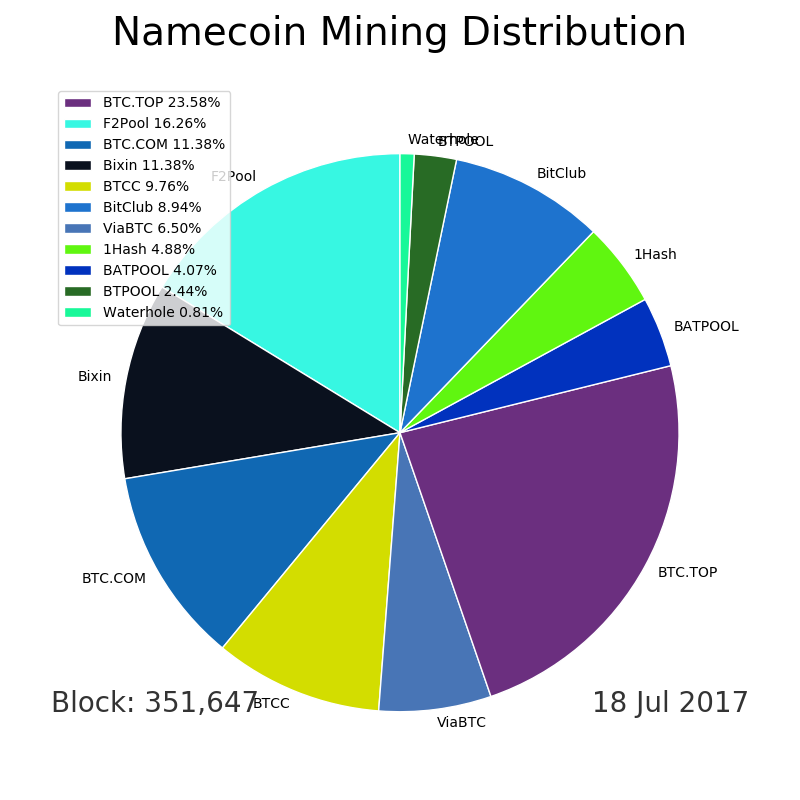 Namecoin Mining Distribution
BTC.TOP 23.58%
F2Pool 16.26%
BTC.COM 11.38%
Bixin 11.38%
BTCC 9.76%
BitClub 8.94%
ViaBTC 6.50%
1Hash 4.88%
BATPOOL 4.07%
BTPOOL 2.44%
Waterhole 0.81%
Waterhole
BTPOOL
BitClub
F2Pool
1Hash
BATPOOL
Bixin
BTC.TOP
BTC.COM
BTCC
ViaBTC
Block: 351,647
18 Jul 2017